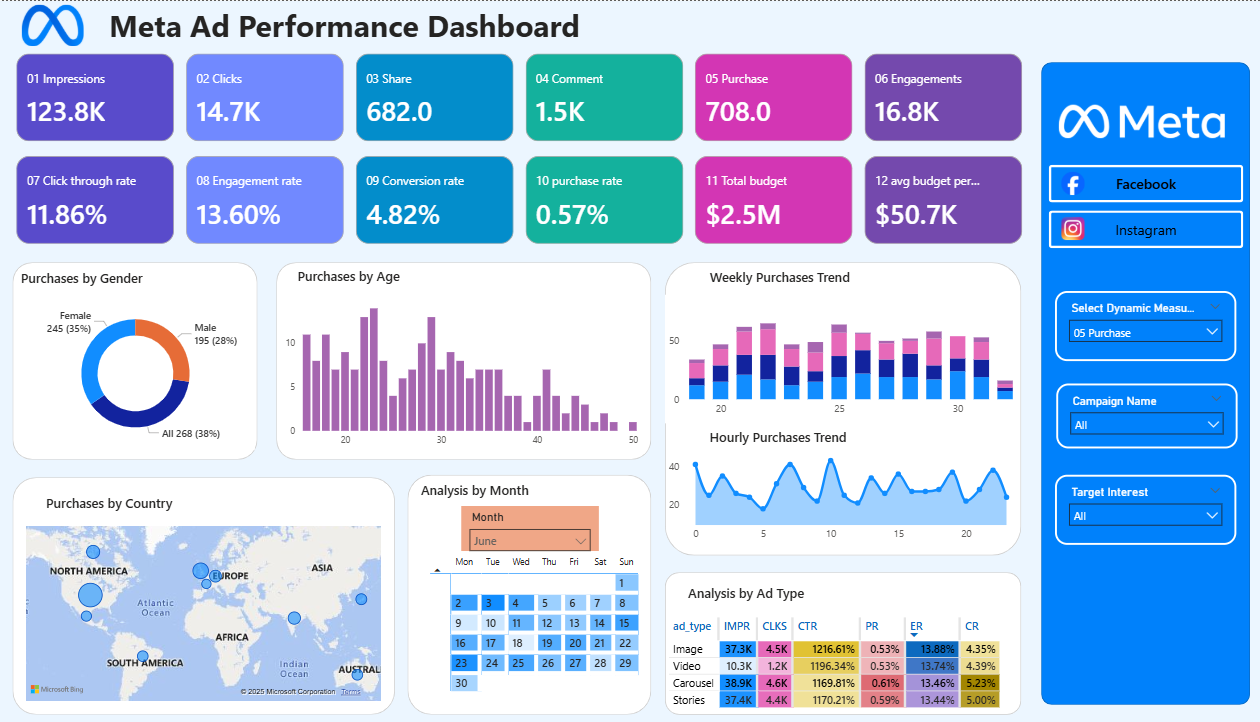 Meta Ad Performance Dashboard
01 Impressions
123.8K
02 Clicks
14.7K
03 Share
682.0
04 Comment
1.5K
05 Purchase
708.0
06 Engagements
16.8K
07 Click through rate
11.86%
08 Engagement rate
13.60%
09 Conversion rate
4.82%
10 purchase rate
0.57%
11 Total budget
$2.5M
12 avg budget per...
$50.7K
Purchases by Gender
Female
245 (35%)
Male
195 (28%)
All 268 (38%)
Purchases by Age
10
5
0
20
30
40
50
Weekly Purchases Trend
50
0
20
25
30
Hourly Purchases Trend
40
20
0
5
10
15
20
Purchases by Country
NORTH AMERICA
EUROPE
ASIA
Atlantic
Ocean
AFRICA
SOUTH AMERICA
Indian
Ocean
AUSTRAL
Microsoft Bing
© 2025 Microsoft Corporation Terms
Analysis by Month
Month
June
Mon Tue Wed Thu Fri Sat Sun
1
2 3 4 5 6 7 8
9 10 11 12 13 14 15
16 17 18 19 20 21 22
23 24 25 26 27 28 29
30
Analysis by Ad Type
ad_type IMPR CLKS CTR PR ER CR
Image 37.3K 4.5K 1216.61% 0.53% 13.88% 4.35%
Video 10.3K 1.2K 1196.34% 0.53% 13.74% 4.39%
Carousel 38.9K 4.6K 1169.81% 0.61% 13.46% 5.23%
Stories 37.4K 4.4K 1170.21% 0.59% 13.44% 5.00%
Meta
Facebook
Instagram
Select Dynamic Measu...
05 Purchase
Campaign Name
All
Target Interest
All